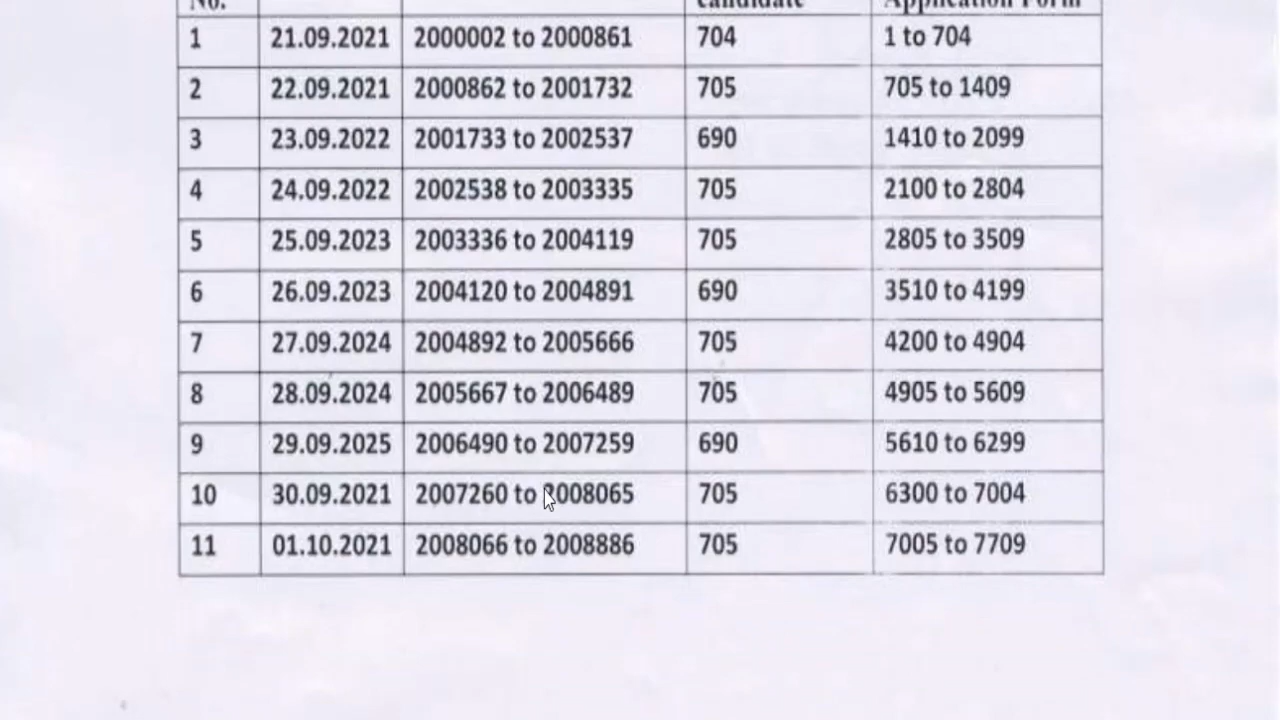 No. candidate Application Form
1 21.09.2021 2000002 to 2000861 704 1 to 704
2 22.09.2021 2000862 to 2001732 705 705 to 1409
3 23.09.2022 2001733 to 2002537 690 1410 to 2099
4 24.09.2022 2002538 to 2003335 705 2100 to 2804
5 25.09.2023 2003336 to 2004119 705 2805 to 3509
6 26.09.2023 2004120 to 2004891 690 3510 to 4199
7 27.09.2024 2004892 to 2005666 705 4200 to 4904
8 28.09.2024 2005667 to 2006489 705 4905 to 5609
9 29.09.2025 2006490 to 2007259 690 5610 to 6299
10 30.09.2021 2007260 to 2008065 705 6300 to 7004
11 01.10.2021 2008066 to 2008886 705 7005 to 7709